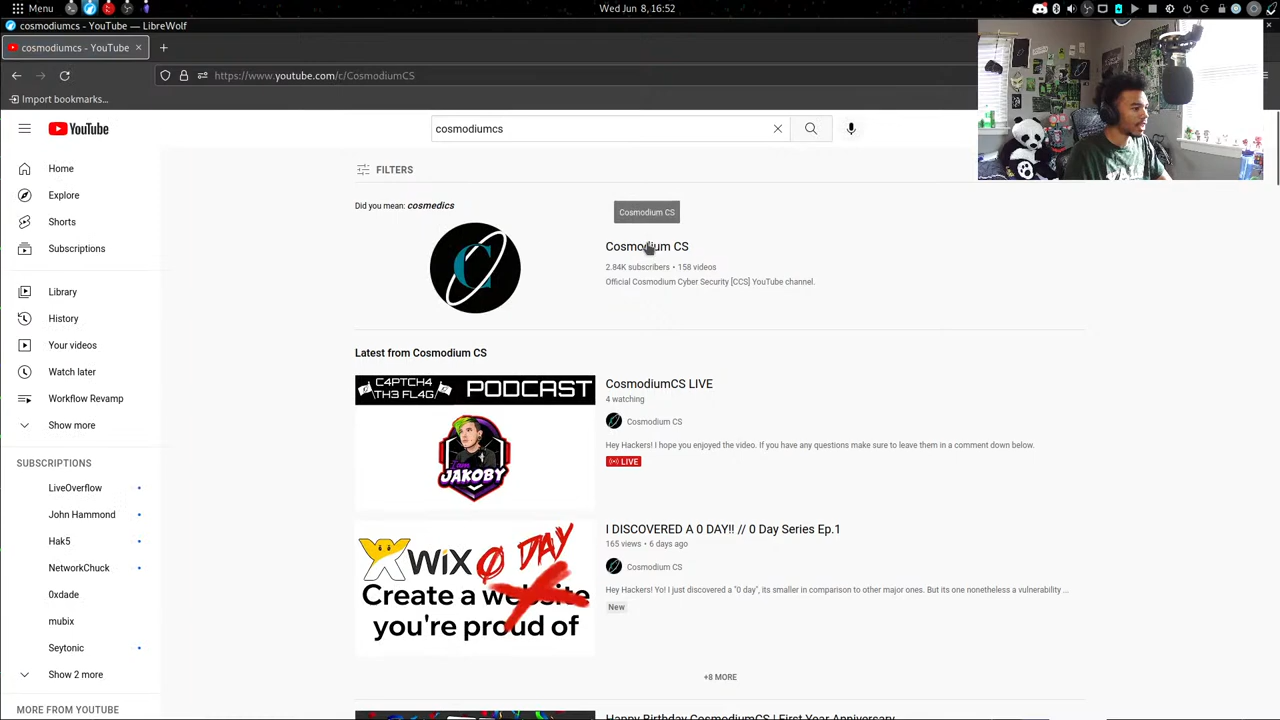 Menu
Wed Jun 8, 16:52
cosmodiumcs - YouTube — LibreWolf
cosmodiumcs - YouTube
https://www.youtube.com/c/CosmodiumCS
Import bookmarks...
YouTube
cosmodiumcs
Home
Explore
Shorts
Subscriptions
Library
History
Your videos
Watch later
Workflow Revamp
Show more
SUBSCRIPTIONS
LiveOverflow
John Hammond
Hak5
NetworkChuck
0xdade
mubix
Seytonic
Show 2 more
MORE FROM YOUTUBE
FILTERS
Did you mean: cosmedics
Cosmodium CS
Cosmodium CS
2.84K subscribers • 158 videos
Official Cosmodium Cyber Security [CCS] YouTube channel.
Latest from Cosmodium CS
C4PTCH4
\TH3 FL4G/
PODCAST
I am
JAKOBY
CosmodiumCS LIVE
4 watching
Cosmodium CS
Hey Hackers! I hope you enjoyed the video. If you have any questions make sure to leave them in a comment down below.
LIVE
WIX 0 DAY
Create a website
you're proud of
I DISCOVERED A 0 DAY!! // 0 Day Series Ep.1
165 views • 6 days ago
Cosmodium CS
Hey Hackers! Yo! I just discovered a "0 day", its smaller in comparison to other major ones. But its one nonetheless a vulnerability ...
New
+8 MORE
Happy Birthday CosmodiumCS | First Year Anniversary